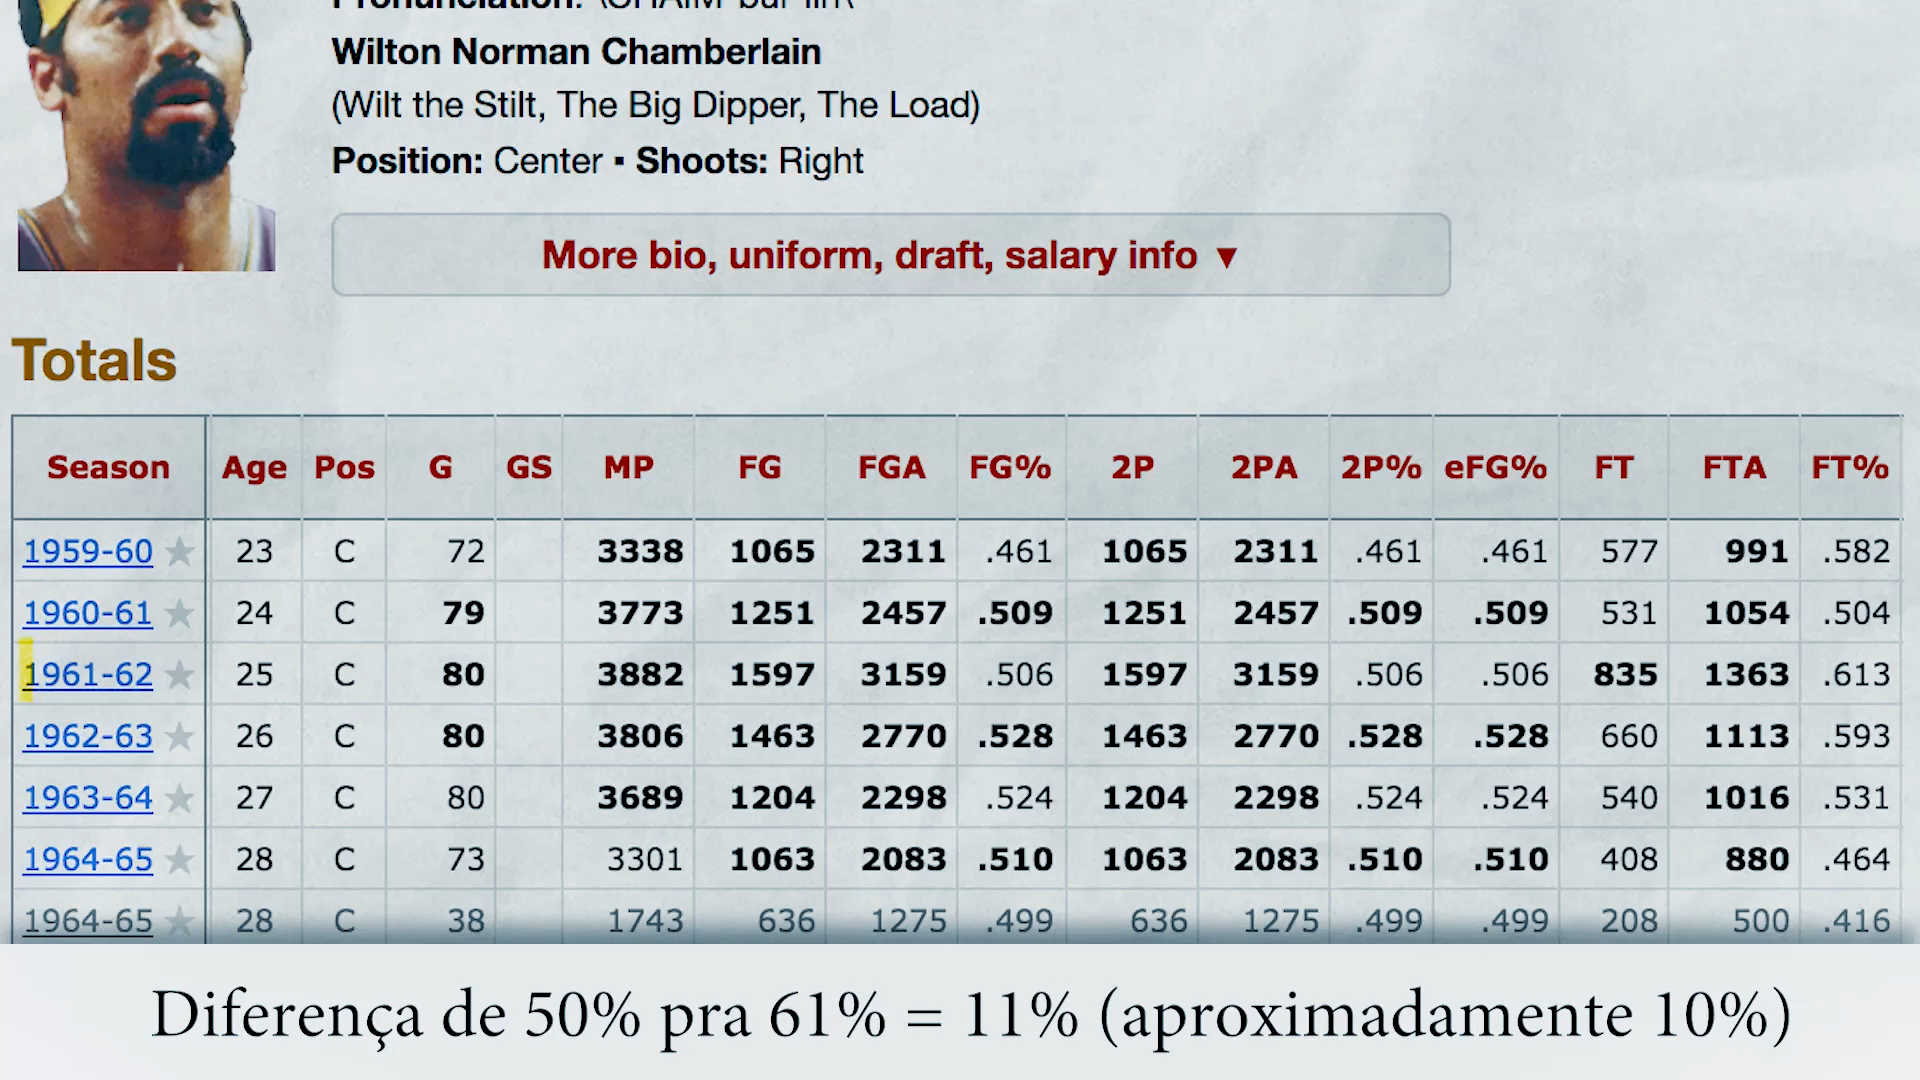 Wilton Norman Chamberlain
(Wilt the Stilt, The Big Dipper, The Load)
Position: Center ▪ Shoots: Right
More bio, uniform, draft, salary info ▼
Totals
Season Age Pos G GS MP FG FGA FG% 2P 2PA 2P% eFG% FT FTA FT%
1959-60 ★ 23 C 72 3338 1065 2311 .461 1065 2311 .461 .461 577 991 .582
1960-61 ★ 24 C 79 3773 1251 2457 .509 1251 2457 .509 .509 531 1054 .504
1961-62 ★ 25 C 80 3882 1597 3159 .506 1597 3159 .506 .506 835 1363 .613
1962-63 ★ 26 C 80 3806 1463 2770 .528 1463 2770 .528 .528 660 1113 .593
1963-64 ★ 27 C 80 3689 1204 2298 .524 1204 2298 .524 .524 540 1016 .531
1964-65 ★ 28 C 73 3301 1063 2083 .510 1063 2083 .510 .510 408 880 .464
1964-65 ★ 28 C 38 1743 636 1275 .499 636 1275 .499 .499 208 500 .416
Diferença de 50% pra 61% = 11% (aproximadamente 10%)